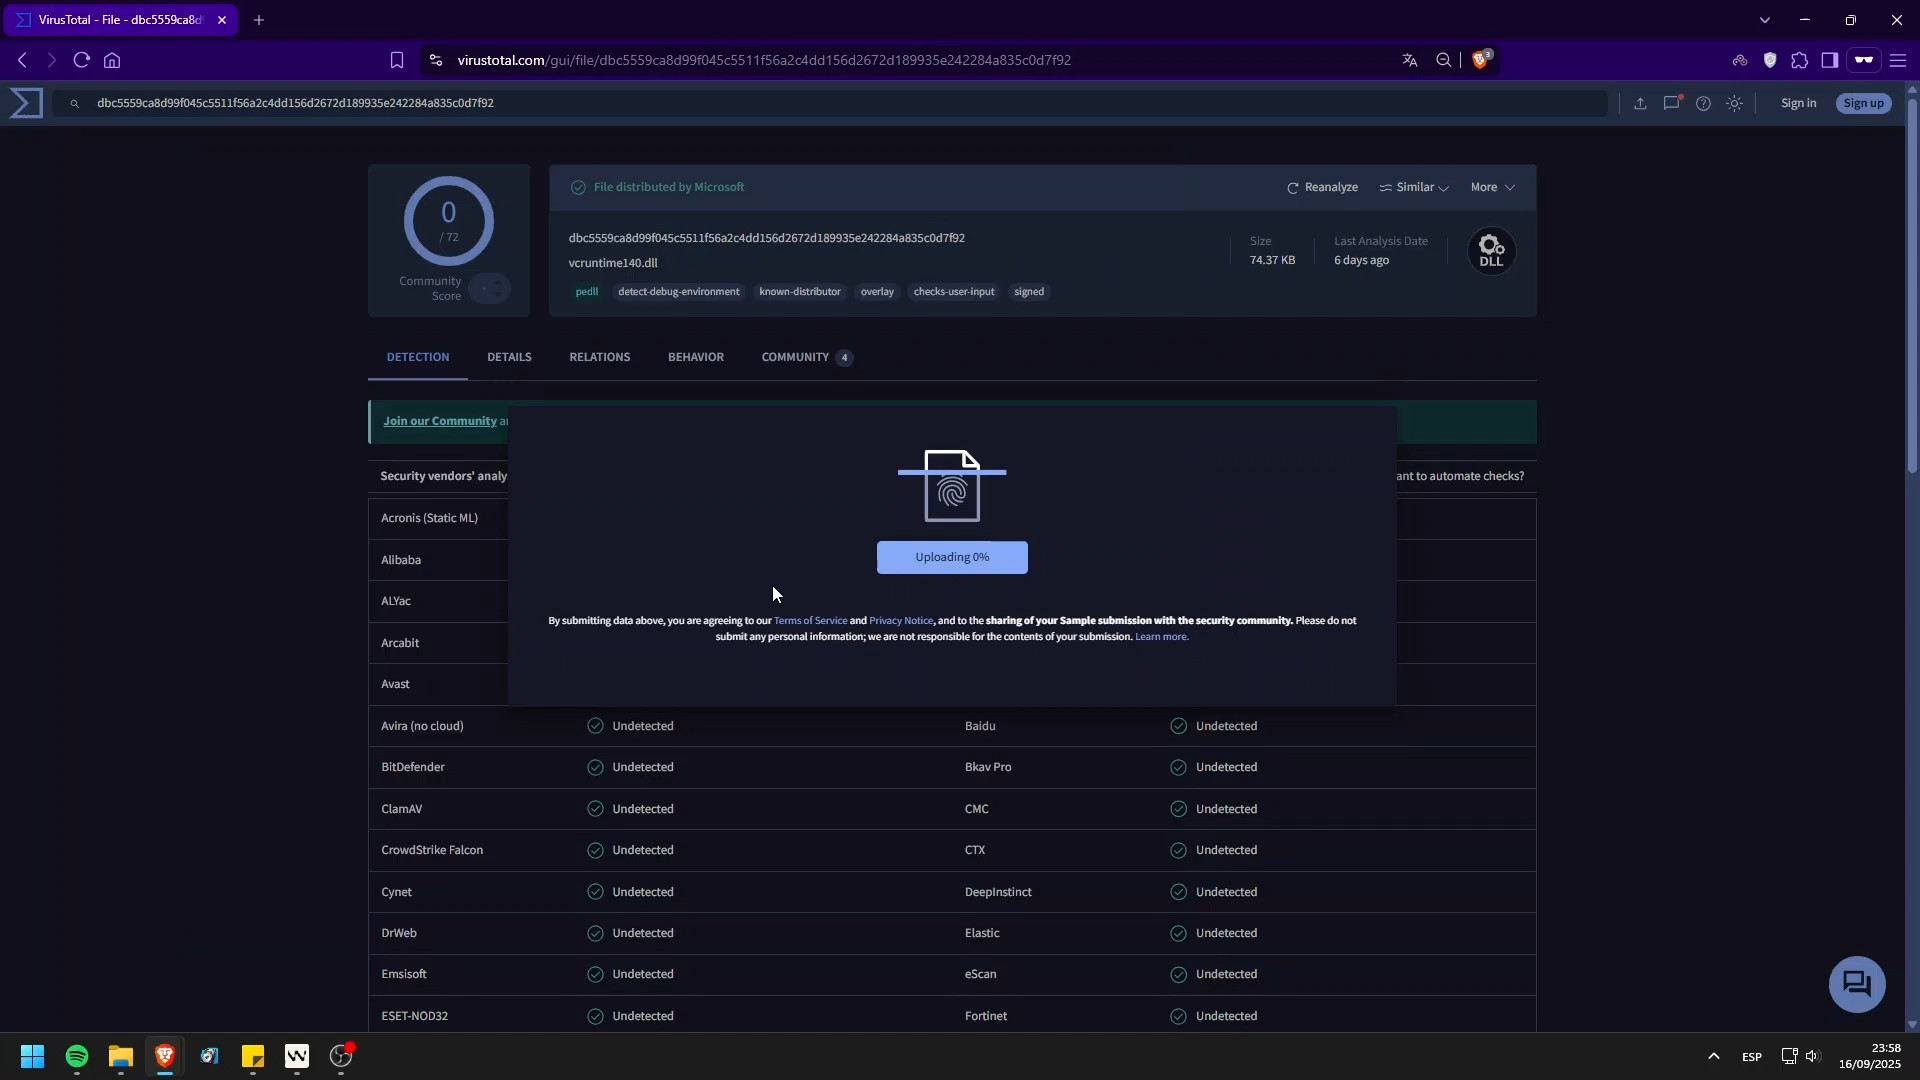 VirusTotal - File - dbc5559ca8d9
virustotal.com/gui/file/dbc5559ca8d99f045c5511f56a2c4dd156d2672d189935e242284a835c0d7f92
3
dbc5559ca8d99f045c5511f56a2c4dd156d2672d189935e242284a835c0d7f92
Sign in
Sign up
0
/ 72
Community
Score
File distributed by Microsoft
Reanalyze
Similar
More
dbc5559ca8d99f045c5511f56a2c4dd156d2672d189935e242284a835c0d7f92
vcruntime140.dll
Size
74.37 KB
Last Analysis Date
6 days ago
DLL
pedll detect-debug-environment known-distributor overlay checks-user-input signed
DETECTION DETAILS RELATIONS BEHAVIOR COMMUNITY 4
Join our Community
Security vendors' analy
ant to automate checks?
Acronis (Static ML)
Alibaba
ALYac
Arcabit
Avast
Uploading 0%
By submitting data above, you are agreeing to our Terms of Service and Privacy Notice, and to the sharing of your Sample submission with the security community. Please do not
submit any personal information; we are not responsible for the contents of your submission. Learn more.
Avira (no cloud) Undetected Baidu Undetected
BitDefender Undetected Bkav Pro Undetected
ClamAV Undetected CMC Undetected
CrowdStrike Falcon Undetected CTX Undetected
Cynet Undetected DeepInstinct Undetected
DrWeb Undetected Elastic Undetected
Emsisoft Undetected eScan Undetected
ESET-NOD32 Undetected Fortinet Undetected
ESP
23:58
16/09/2025